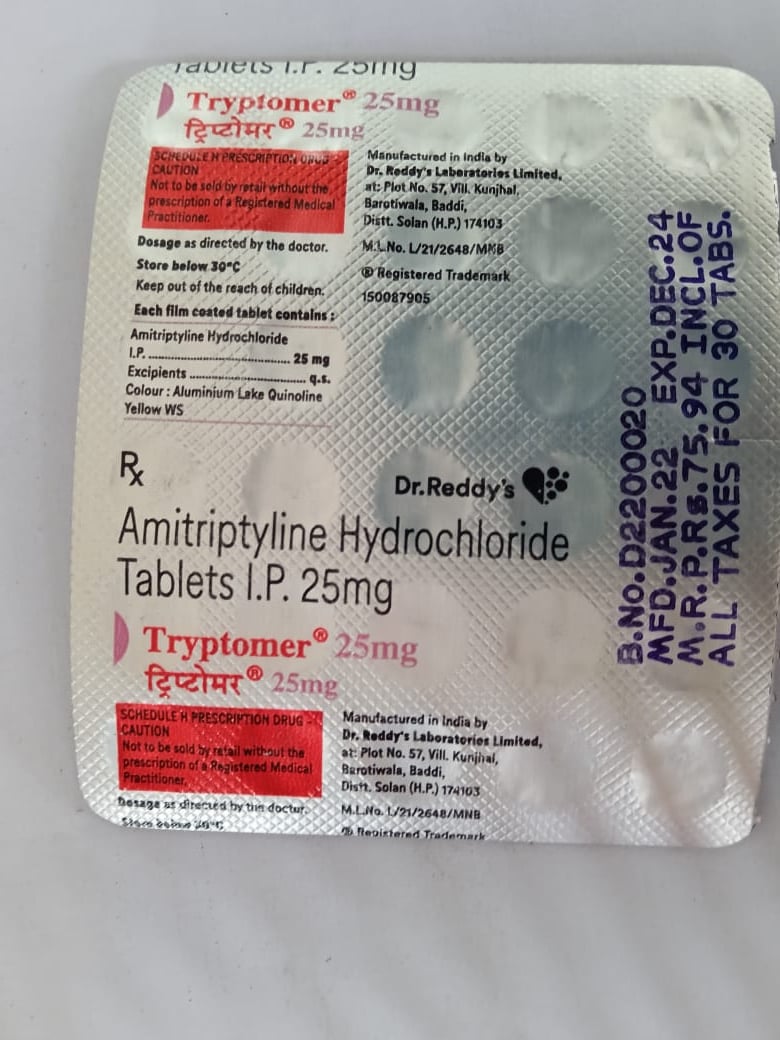 Tablets I.P. 25mg
Tryptomer® 25mg
ट्रिप्टोमर® 25mg
SCHEDULE H PRESCRIPTION DRUG -
CAUTION
Not to be sold by retail without the
prescription of a Registered Medical
Practitioner.
Dosage as directed by the doctor.
Store below 30°C
Keep out of the reach of children.
Each film coated tablet contains :
Amitriptyline Hydrochloride
I.P. ........................................ 25 mg
Excipients ................................. q.s.
Colour : Aluminium Lake Quinoline
Yellow WS
Manufactured in India by
Dr. Reddy's Laboratories Limited,
at: Plot No. 57, Vill. Kunjhal,
Barotiwala, Baddi,
Distt. Solan (H.P.) 174103
M.L.No. L/21/2648/MNB
® Registered Trademark
150087905
Rx
Dr.Reddy's
Amitriptyline Hydrochloride
Tablets I.P. 25mg
Tryptomer® 25mg
ट्रिप्टोमर® 25mg
SCHEDULE H PRESCRIPTION DRUG -
CAUTION
Not to be sold by retail without the
prescription of a Registered Medical
Practitioner.
Dosage as directed by the doctor.
Store below 30°C
Manufactured in India by
Dr. Reddy's Laboratories Limited,
at: Plot No. 57, Vill. Kunjhal,
Barotiwala, Baddi,
Distt. Solan (H.P.) 174103
M.L.No. L/21/2648/MNB
® Registered Trademark
B.No.D2200020
MFD.JAN.22 EXP.DEC.24
M.R.P.Rs.75.94 INCL.OF
ALL TAXES FOR 30 TABS.